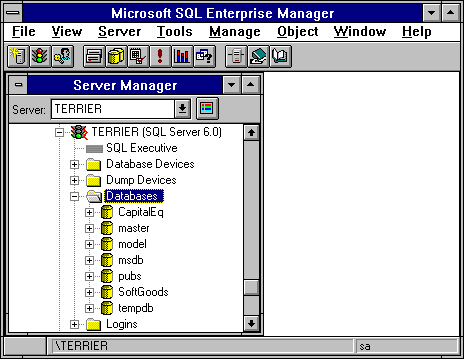 Microsoft SQL Enterprise Manager
File View Server Tools Manage Object Window Help
Server Manager
Server: TERRIER
TERRIER (SQL Server 6.0)
SQL Executive
Database Devices
Dump Devices
Databases
CapitalEq
master
model
msdb
pubs
SoftGoods
tempdb
Logins
\TERRIER sa